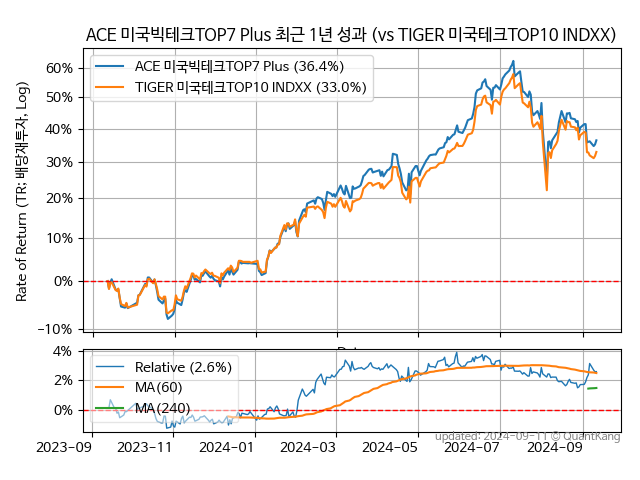 ACE 미국빅테크TOP7 Plus 최근 1년 성과 (vs TIGER 미국테크TOP10 INDXX)
Rate of Return (TR: 배당재투자, Log)
60%
50%
40%
30%
20%
10%
0%
−10%
ACE 미국빅테크TOP7 Plus (36.4%)
TIGER 미국테크TOP10 INDXX (33.0%)
4%
2%
0%
Relative (2.6%)
MA(60)
MA(240)
updated: 2024-09-11 © QuantKang
2023-09
2023-11
2024-01
2024-03
2024-05
2024-07
2024-09